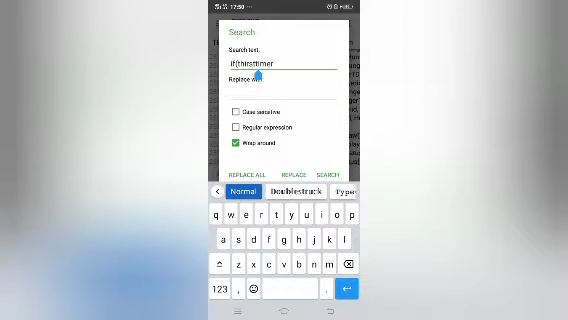 17:50
Search
Search text:
if(thirsttimer
Replace with:
Case sensitive
Regular expression
Wrap around
REPLACE ALL REPLACE SEARCH
Normal Doublestruck Type
q w e r t y u i o p
a s d f g h j k l
z x c v b n m
123 , .